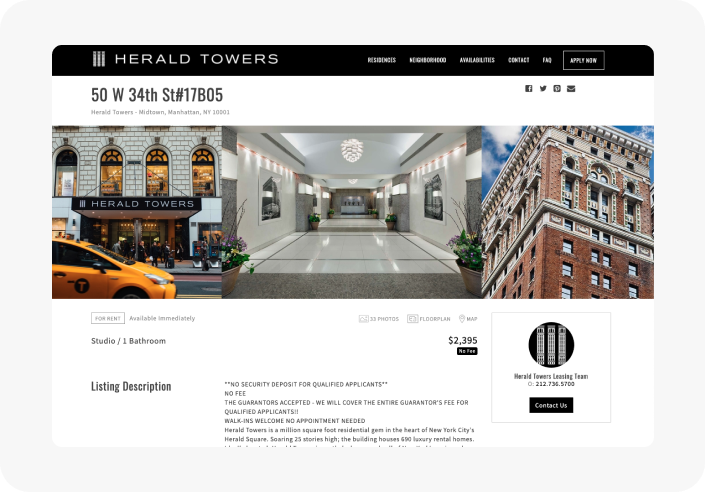 HERALD TOWERS
RESIDENCES NEIGHBORHOOD AVAILABILITIES CONTACT FAQ APPLY NOW
50 W 34th St#17B05
Herald Towers - Midtown, Manhattan, NY 10001
HERALD TOWERS
T
FOR RENT Available Immediately
33 PHOTOS FLOORPLAN MAP
Studio / 1 Bathroom
$2,395
No Fee
Herald Towers Leasing Team
O: 212.736.5700
Contact Us
Listing Description
**NO SECURITY DEPOSIT FOR QUALIFIED APPLICANTS**
NO FEE
THE GUARANTORS ACCEPTED - WE WILL COVER THE ENTIRE GUARANTOR'S FEE FOR
QUALIFIED APPLICANTS!!
WALK-INS WELCOME NO APPOINTMENT NEEDED
Herald Towers is a million square foot residential gem in the heart of New York City's
Herald Square. Soaring 25 stories high; the building houses 690 luxury rental homes.